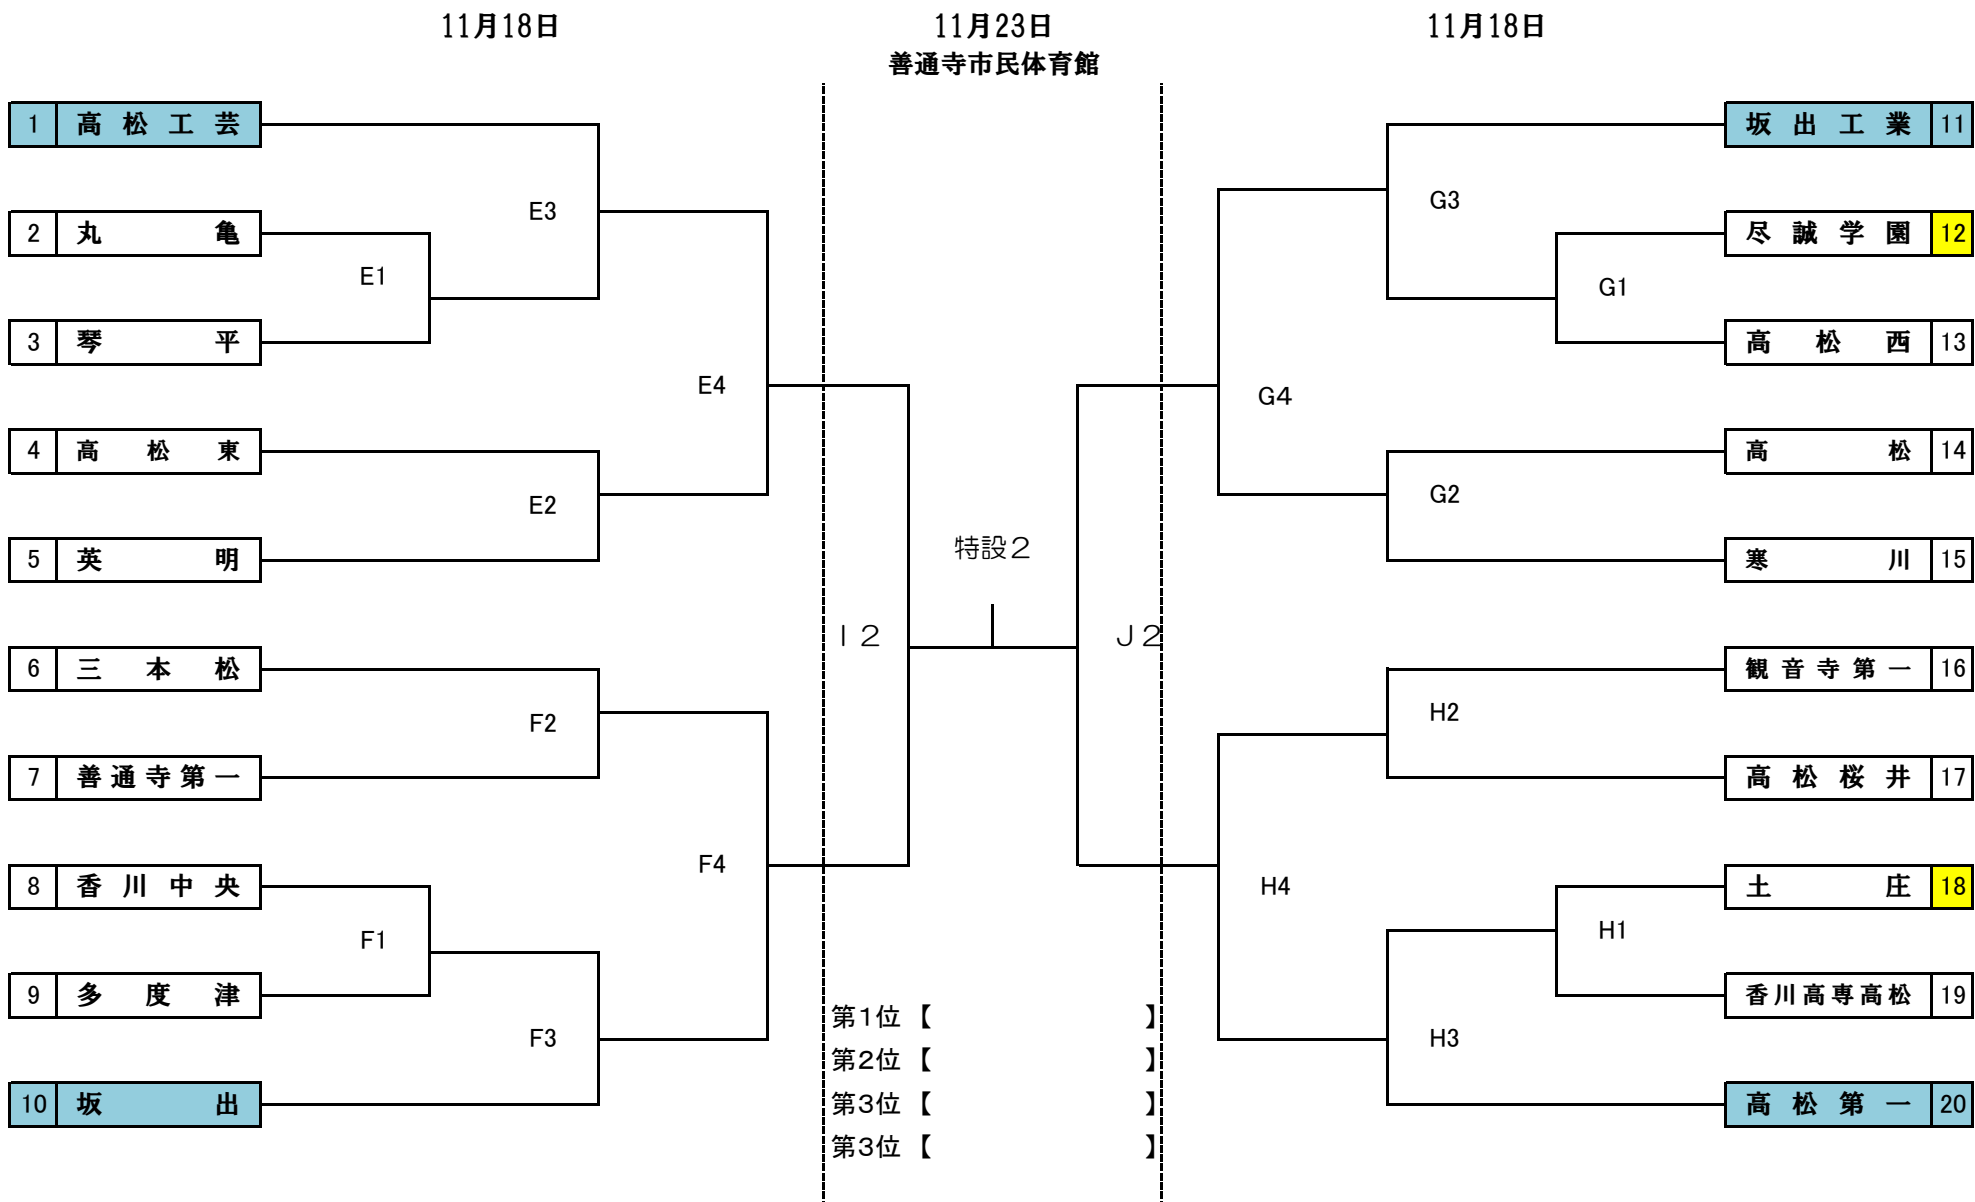 11月18日
11月23日
11月18日
善通寺市民体育館
1 高松工芸
坂出工業 11
E3
G3
2 丸亀
尽誠学園 12
E1
G1
3 琴平
高松西 13
E4
G4
4 高松東
高松 14
E2
G2
5 英明
寒川 15
特設2
I2
J2
6 三本松
観音寺第一 16
F2
H2
7 善通寺第一
高松桜井 17
F4
H4
8 香川中央
土庄 18
F1
H1
9 多度津
香川高専高松 19
第1位【 】
F3
H3
第2位【 】
第3位【 】
10 坂出
高松第一 20
第3位【 】